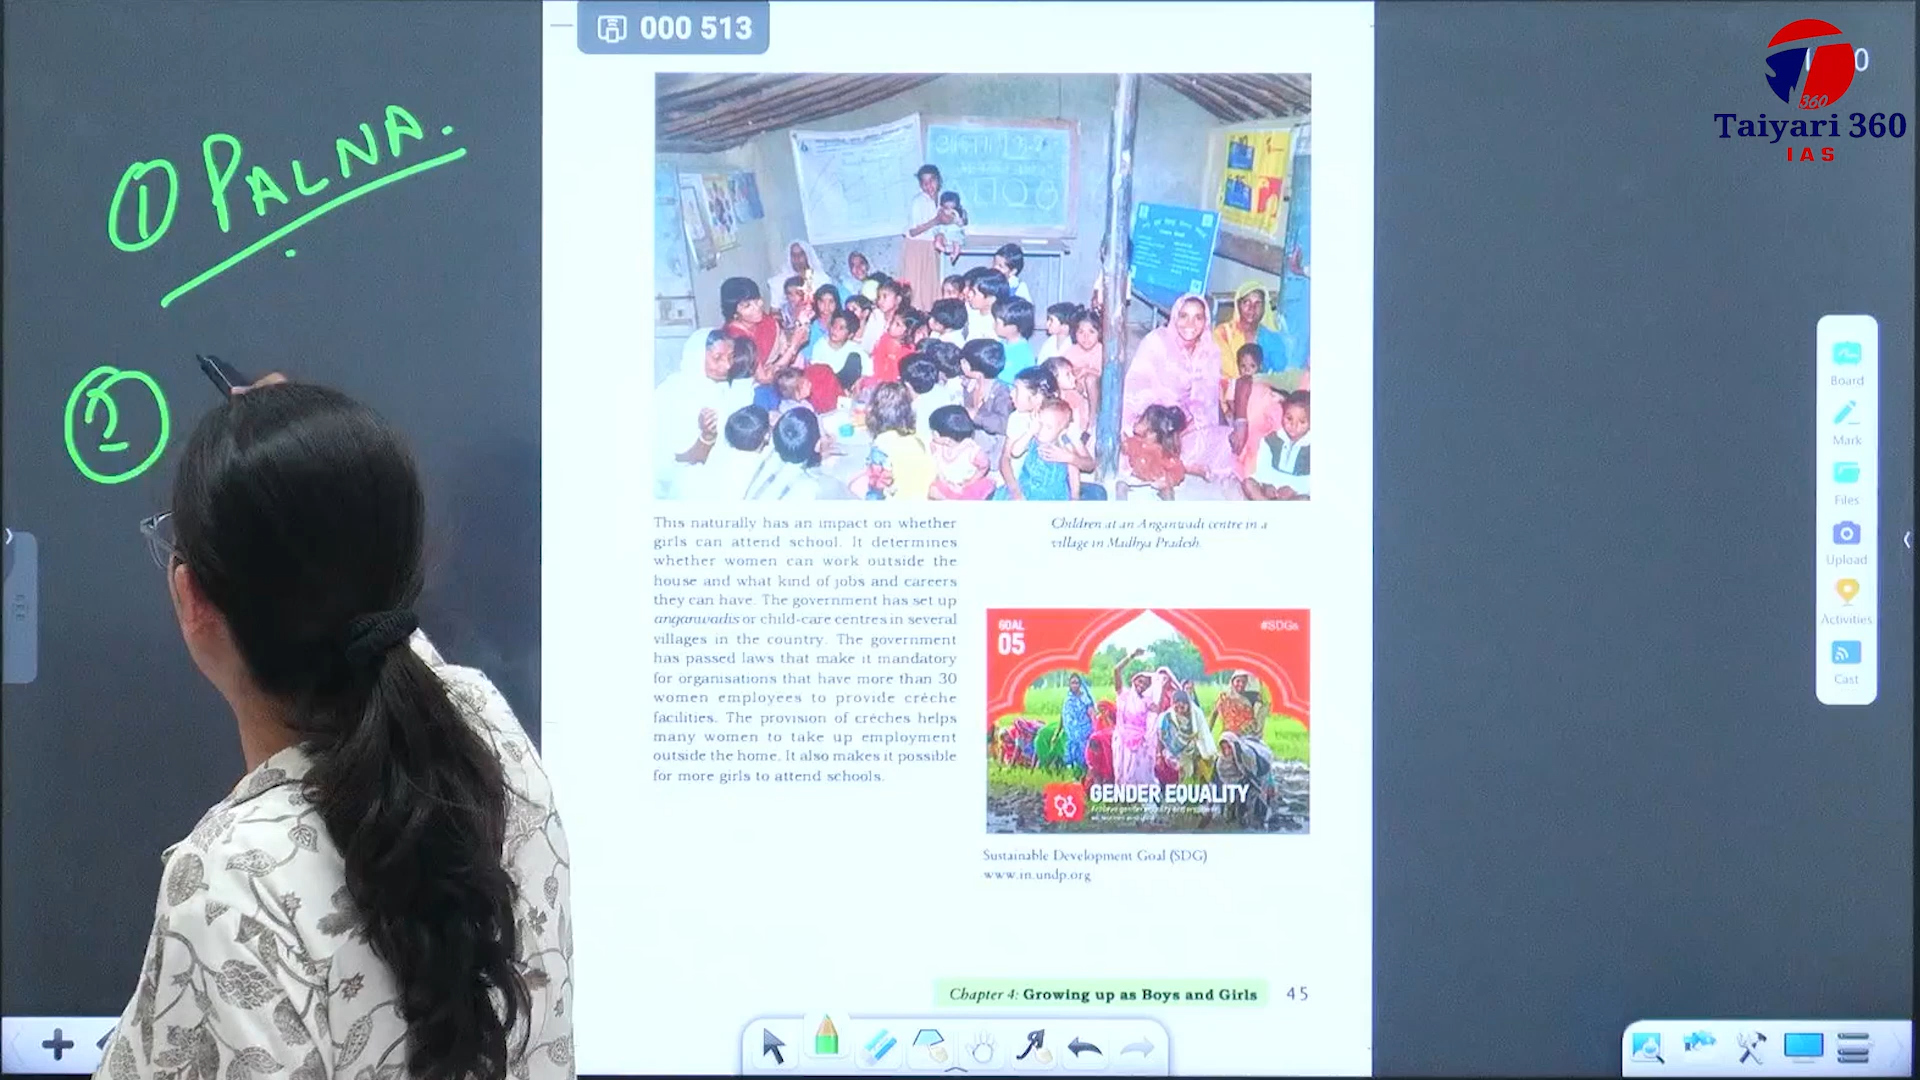 000 513
360
Taiyari 360
IAS
① PALNA.
②
This naturally has an impact on whether
girls can attend school. It determines
whether women can work outside the
house and what kind of jobs and careers
they can have. The government has set up
anganwadis or child-care centres in several
villages in the country. The government
has passed laws that make it mandatory
for organisations that have more than 30
women employees to provide crèche
facilities. The provision of crèches helps
many women to take up employment
outside the home. It also makes it possible
for more girls to attend schools.
Children at an Anganwadi centre in a
village in Madhya Pradesh.
GOAL
05
#SDGs
GENDER EQUALITY
Sustainable Development Goal (SDG)
www.in.undp.org
Chapter 4: Growing up as Boys and Girls 45
Board
Mark
Files
Upload
Activities
Cast